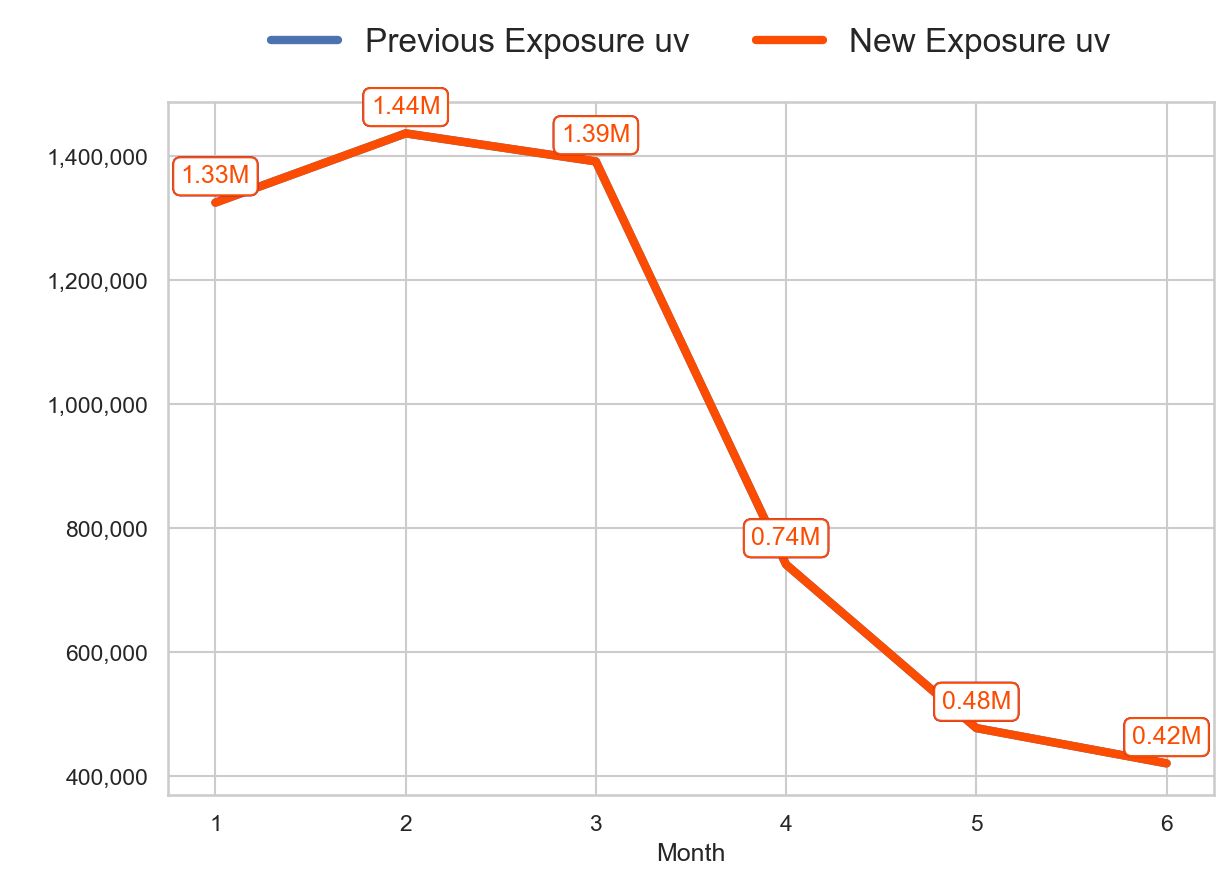 Previous Exposure uv New Exposure uv
1.44M
1.39M
1,400,000
1.33M
1,200,000
1,000,000
800,000
0.74M
600,000
0.48M
0.42M
400,000
1 2 3 4 5 6
Month